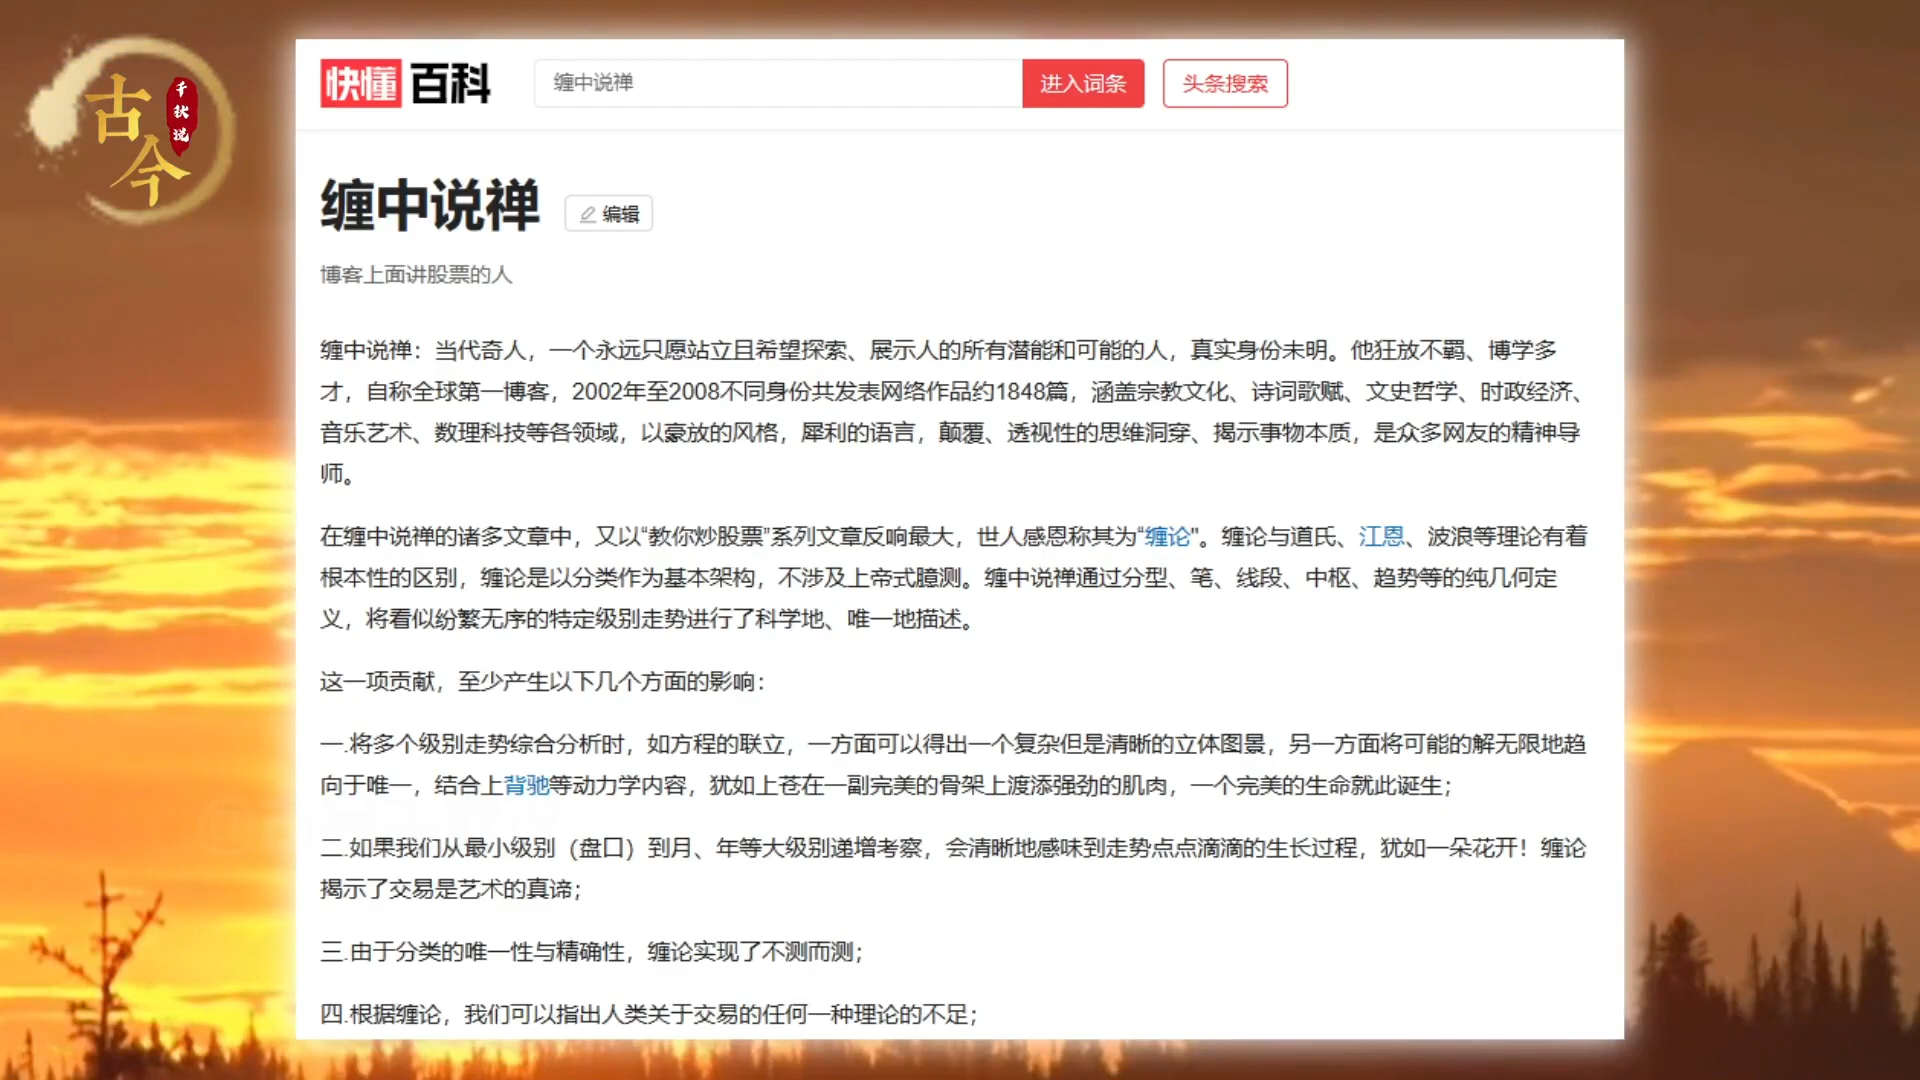 古今
千秋说
快懂百科
缠中说禅
进入词条
头条搜索
缠中说禅
编辑
博客上面讲股票的人
缠中说禅：当代奇人，一个永远只愿站立且希望探索、展示人的所有潜能和可能的人，真实身份未明。他狂放不羁、博学多
才，自称全球第一博客，2002年至2008不同身份共发表网络作品约1848篇，涵盖宗教文化、诗词歌赋、文史哲学、时政经济、
音乐艺术、数理科技等各领域，以豪放的风格，犀利的语言，颠覆、透视性的思维洞穿、揭示事物本质，是众多网友的精神导
师。
在缠中说禅的诸多文章中，又以“教你炒股票”系列文章反响最大，世人感恩称其为“缠论"。缠论与道氏、江恩、波浪等理论有着
根本性的区别，缠论是以分类作为基本架构，不涉及上帝式臆测。缠中说禅通过分型、笔、线段、中枢、趋势等的纯几何定
义，将看似纷繁无序的特定级别走势进行了科学地、唯一地描述。
这一项贡献，至少产生以下几个方面的影响：
一.将多个级别走势综合分析时，如方程的联立，一方面可以得出一个复杂但是清晰的立体图景，另一方面将可能的解无限地趋
向于唯一，结合上背驰等动力学内容，犹如上苍在一副完美的骨架上渡添强劲的肌肉，一个完美的生命就此诞生；
二.如果我们从最小级别（盘口）到月、年等大级别递增考察，会清晰地感味到走势点点滴滴的生长过程，犹如一朵花开！缠论
揭示了交易是艺术的真谛；
三.由于分类的唯一性与精确性，缠论实现了不测而测；
四.根据缠论，我们可以指出人类关于交易的任何一种理论的不足；